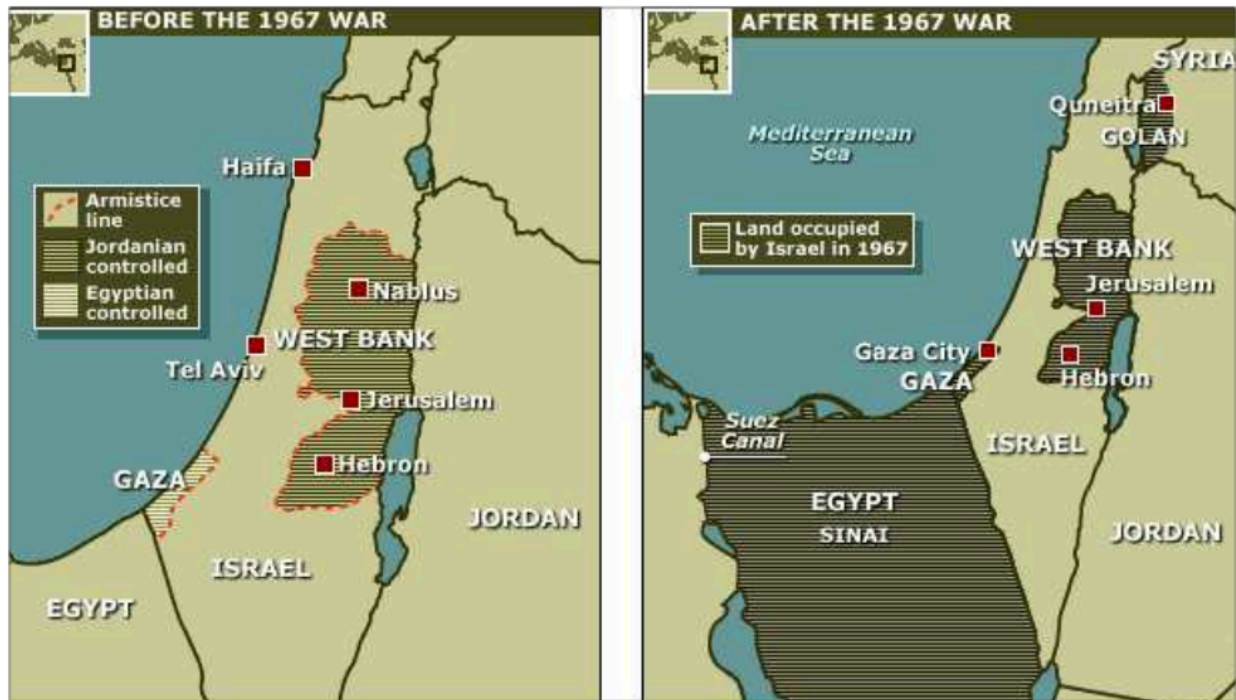 BEFORE THE 1967 WAR
Haifa
Armistice
line
Jordanian
controlled
Egyptian
controlled
Nablus
WEST BANK
Tel Aviv
Jerusalem
Hebron
GAZA
JORDAN
ISRAEL
EGYPT
AFTER THE 1967 WAR
SYRIA
Quneitra
GOLAN
Mediterranean
Sea
Land occupied
by Israel in 1967
WEST BANK
Jerusalem
Gaza City
GAZA
Hebron
Suez
Canal
ISRAEL
EGYPT
SINAI
JORDAN